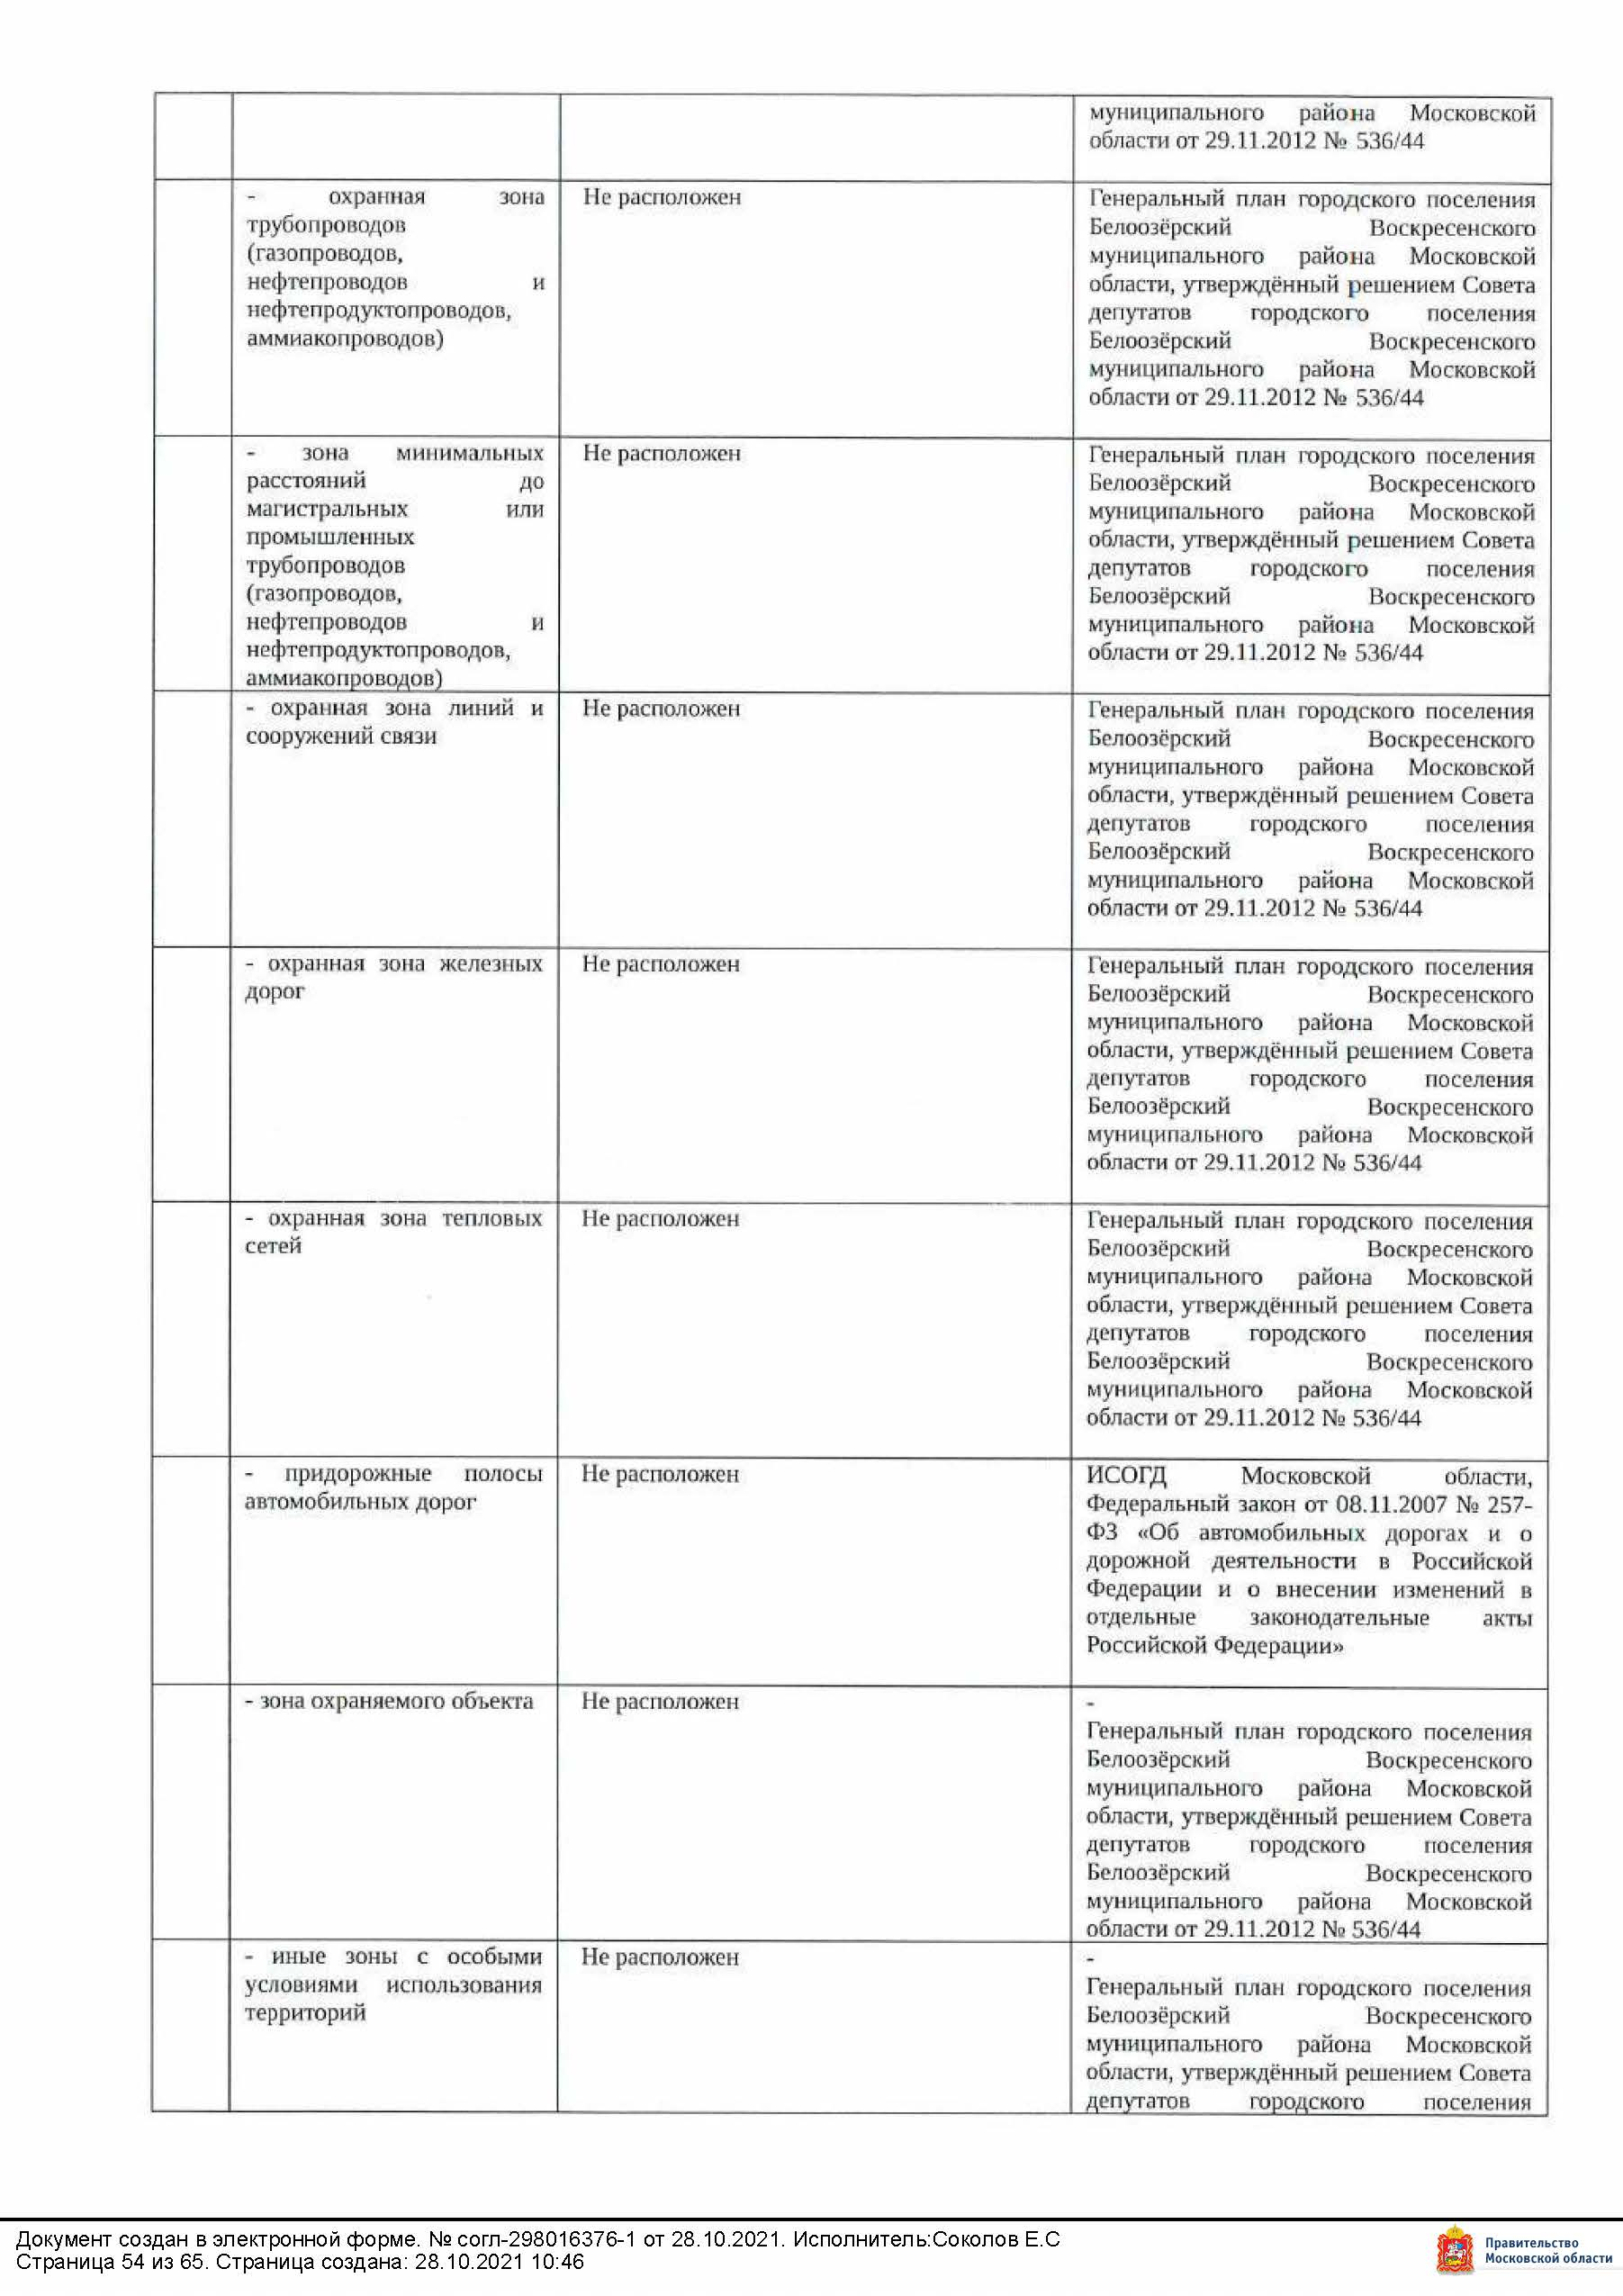 муниципального района Московской
области от 29.11.2012 № 536/44
- охранная зона
трубопроводов
(газопроводов,
нефтепроводов и
нефтепродуктопроводов,
аммиакопроводов)
Не расположен
Генеральный план городского поселения
Белоозёрский Воскресенского
муниципального района Московской
области, утверждённый решением Совета
депутатов городского поселения
Белоозёрский Воскресенского
муниципального района Московской
области от 29.11.2012 № 536/44
- зона минимальных
расстояний до
магистральных или
промышленных
трубопроводов
(газопроводов,
нефтепроводов и
нефтепродуктопроводов,
аммиакопроводов)
Не расположен
Генеральный план городского поселения
Белоозёрский Воскресенского
муниципального района Московской
области, утверждённый решением Совета
депутатов городского поселения
Белоозёрский Воскресенского
муниципального района Московской
области от 29.11.2012 № 536/44
- охранная зона линий и
сооружений связи
Не расположен
Генеральный план городского поселения
Белоозёрский Воскресенского
муниципального района Московской
области, утверждённый решением Совета
депутатов городского поселения
Белоозёрский Воскресенского
муниципального района Московской
области от 29.11.2012 № 536/44
- охранная зона железных
дорог
Не расположен
Генеральный план городского поселения
Белоозёрский Воскресенского
муниципального района Московской
области, утверждённый решением Совета
депутатов городского поселения
Белоозёрский Воскресенского
муниципального района Московской
области от 29.11.2012 № 536/44
- охранная зона тепловых
сетей
Не расположен
Генеральный план городского поселения
Белоозёрский Воскресенского
муниципального района Московской
области, утверждённый решением Совета
депутатов городского поселения
Белоозёрский Воскресенского
муниципального района Московской
области от 29.11.2012 № 536/44
- придорожные полосы
автомобильных дорог
Не расположен
ИСОГД Московской области,
Федеральный закон от 08.11.2007 № 257-
ФЗ «Об автомобильных дорогах и о
дорожной деятельности в Российской
Федерации и о внесении изменений в
отдельные законодательные акты
Российской Федерации»
- зона охраняемого объекта
Не расположен
-
Генеральный план городского поселения
Белоозёрский Воскресенского
муниципального района Московской
области, утверждённый решением Совета
депутатов городского поселения
Белоозёрский Воскресенского
муниципального района Московской
области от 29.11.2012 № 536/44
- иные зоны с особыми
условиями использования
территорий
Не расположен
-
Генеральный план городского поселения
Белоозёрский Воскресенского
муниципального района Московской
области, утверждённый решением Совета
депутатов городского поселения
Документ создан в электронной форме. № согл-298016376-1 от 28.10.2021. Исполнитель:Соколов Е.С
Страница 54 из 65. Страница создана: 28.10.2021 10:46
Правительство
Московской области